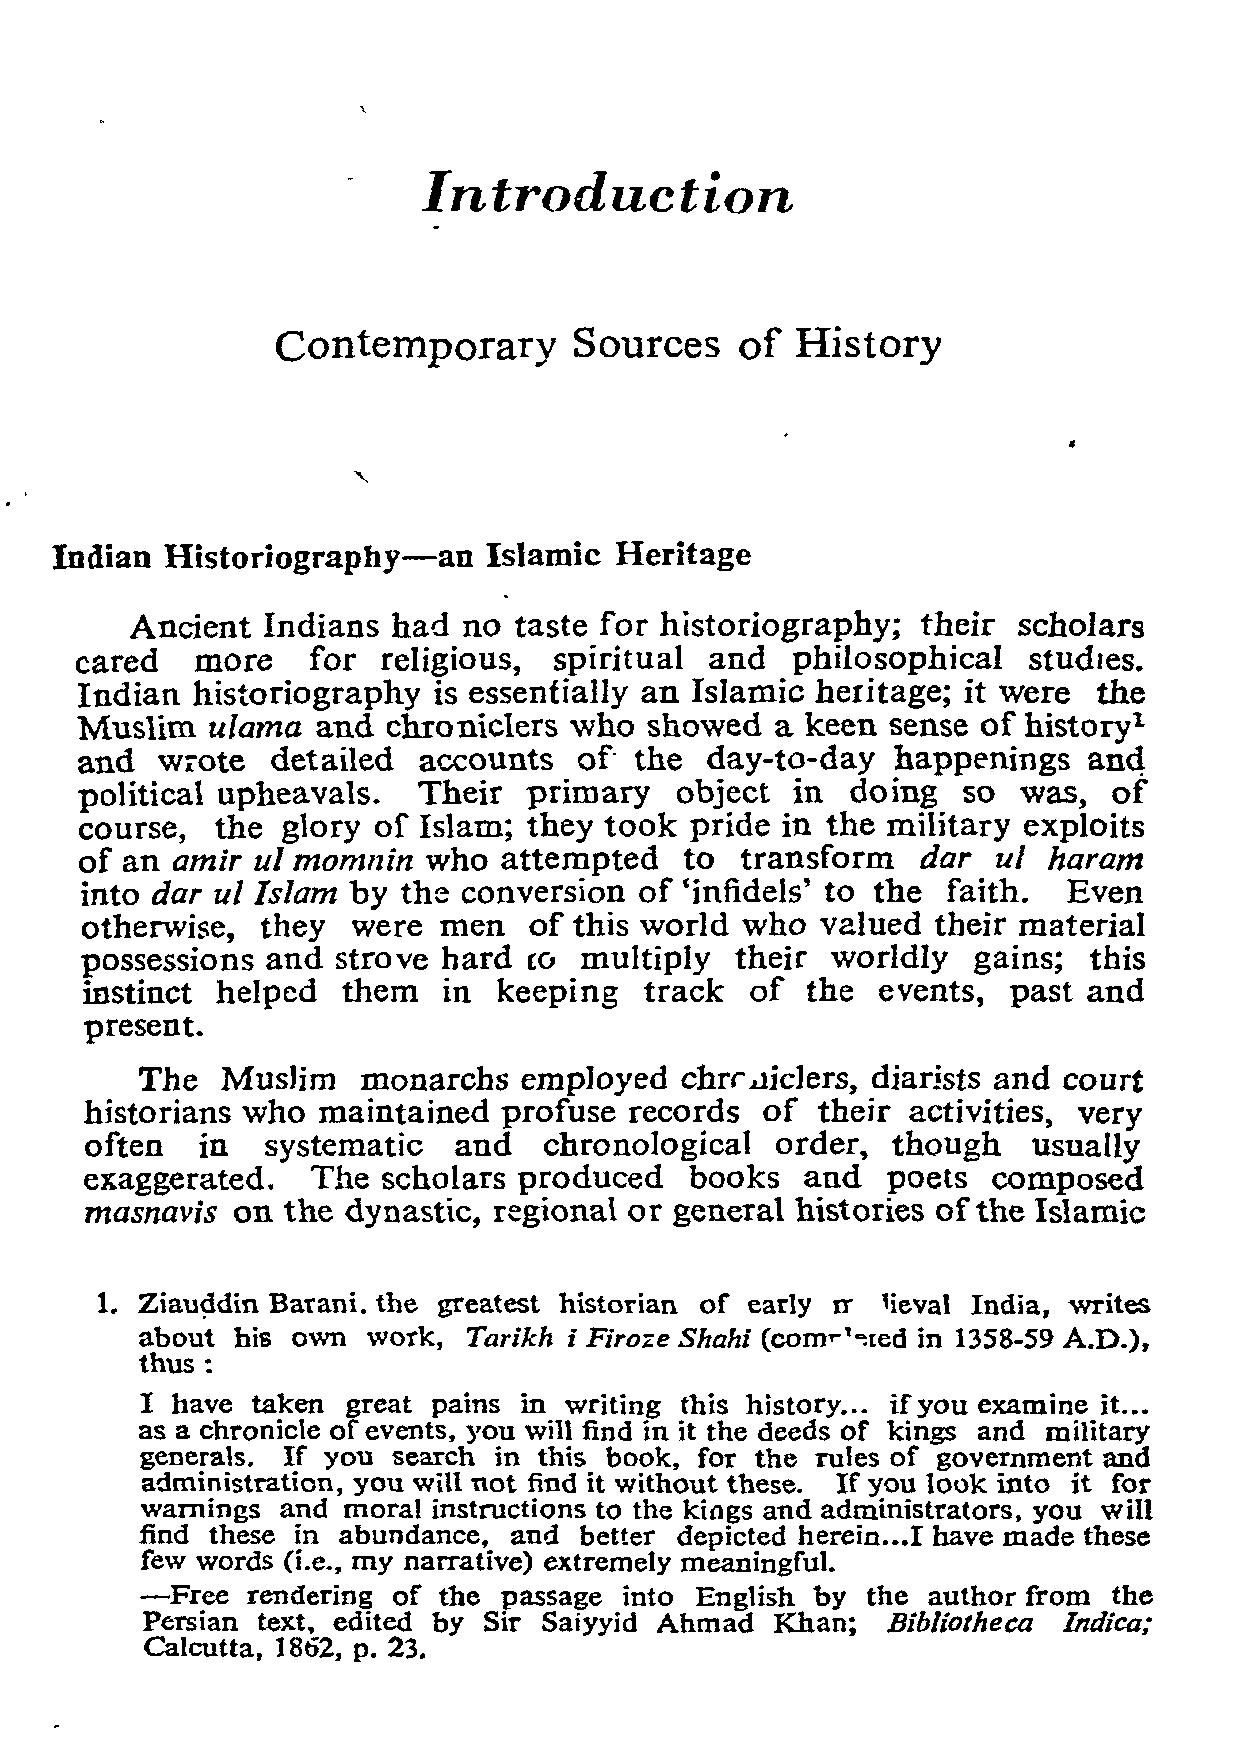 Introduction
Contemporary Sources of History
Indian Historiography—an Islamic Heritage
Ancient Indians had no taste for historiography; their scholars
cared more for religious, spiritual and philosophical studies.
Indian historiography is essentially an Islamic heritage; it were the
Muslim ulama and chroniclers who showed a keen sense of history¹
and wrote detailed accounts of the day-to-day happenings and
political upheavals. Their primary object in doing so was, of
course, the glory of Islam; they took pride in the military exploits
of an amir ul momnin who attempted to transform dar ul haram
into dar ul Islam by the conversion of ‘infidels’ to the faith. Even
otherwise, they were men of this world who valued their material
possessions and strove hard to multiply their worldly gains; this
instinct helped them in keeping track of the events, past and
present.
The Muslim monarchs employed chroniclers, diarists and court
historians who maintained profuse records of their activities, very
often in systematic and chronological order, though usually
exaggerated. The scholars produced books and poets composed
masnavis on the dynastic, regional or general histories of the Islamic
1. Ziauddin Barani. the greatest historian of early India, writes
about his own work, Tarikh i Firoze Shahi (completed in 1358-59 A.D.),
thus :
I have taken great pains in writing this history... if you examine it...
as a chronicle of events, you will find in it the deeds of kings and military
generals. If you search in this book, for the rules of government and
administration, you will not find it without these. If you look into it for
warnings and moral instructions to the kings and administrators, you will
find these in abundance, and better depicted herein...I have made these
few words (i.e., my narrative) extremely meaningful.
—Free rendering of the passage into English by the author from the
Persian text, edited by Sir Saiyyid Ahmad Khan; Bibliotheca Indica;
Calcutta, 1862, p. 23.